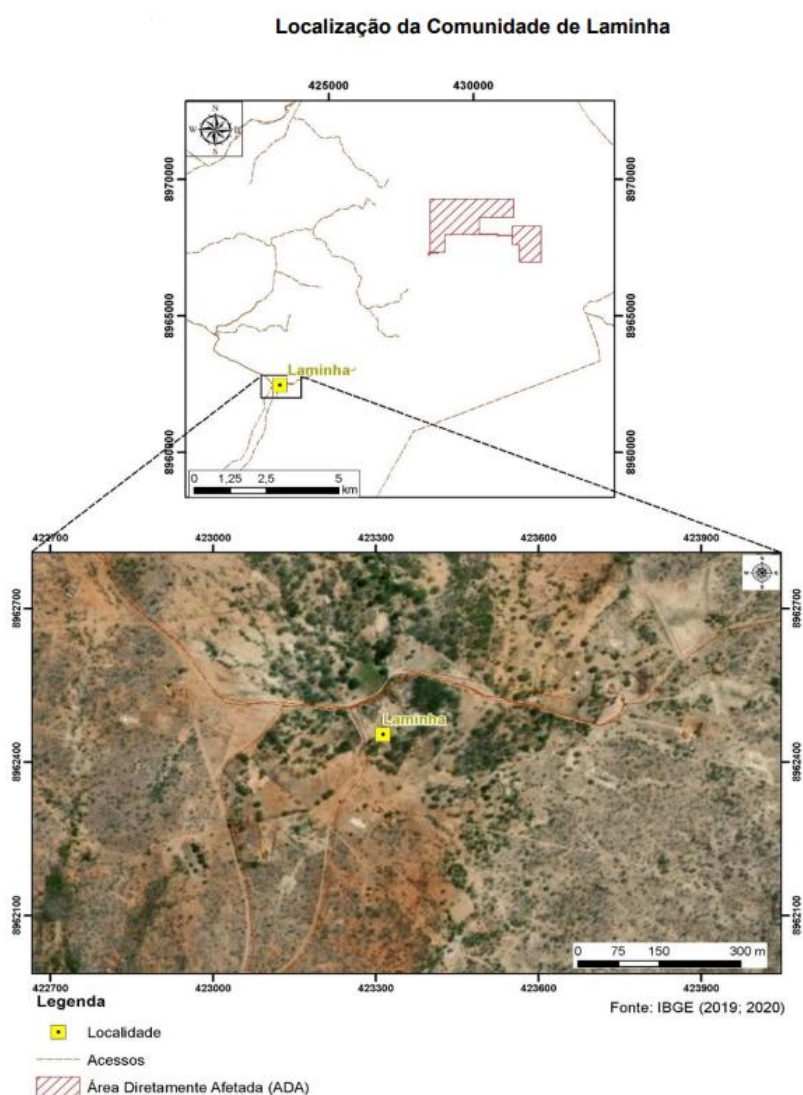 Localização da Comunidade de Laminha
425000 430000
N
W E
S
8970000 8970000
8965000 8965000
Laminha
8960000 8960000
0 1,25 2,5 5
km
422700 423000 423300 423600 423900
8962700 8962700
Laminha
8962400 8962400
8962100 8962100
0 75 150 300 m
422700 423000 423300 423600 423900
Legenda
Fonte: IBGE (2019; 2020)
Localidade
Acessos
Área Diretamente Afetada (ADA)